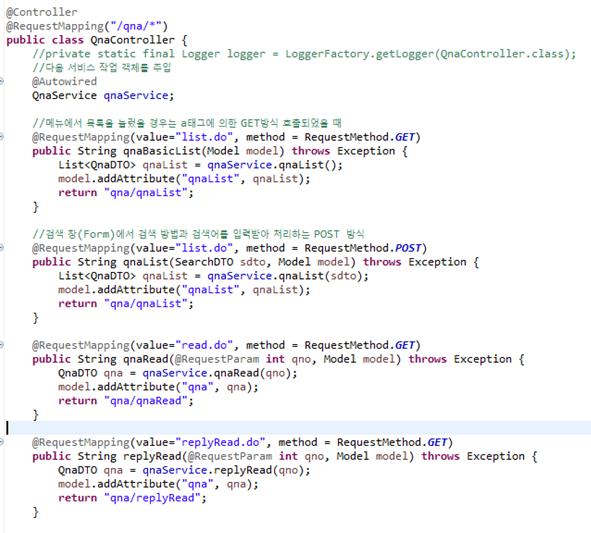 @Controller
@RequestMapping("/qna/*")
public class QnaController {
//private static final Logger logger = LoggerFactory.getLogger(QnaController.class);
//다음 서비스 작업 객체를 주입
@Autowired
QnaService qnaService;
//메뉴에서 목록을 눌렀을 경우는 a태그에 의한 GET방식 호출되었을 때
@RequestMapping(value="list.do", method = RequestMethod.GET)
public String qnaBasicList(Model model) throws Exception {
List<QnaDTO> qnaList = qnaService.qnaList();
model.addAttribute("qnaList", qnaList);
return "qna/qnaList";
}
//검색 창(Form)에서 검색 방법과 검색어를 입력받아 처리하는 POST 방식
@RequestMapping(value="list.do", method = RequestMethod.POST)
public String qnaList(SearchDTO sdto, Model model) throws Exception {
List<QnaDTO> qnaList = qnaService.qnaList(sdto);
model.addAttribute("qnaList", qnaList);
return "qna/qnaList";
}
@RequestMapping(value="read.do", method = RequestMethod.GET)
public String qnaRead(@RequestParam int qno, Model model) throws Exception {
QnaDTO qna = qnaService.qnaRead(qno);
model.addAttribute("qna", qna);
return "qna/qnaRead";
}
@RequestMapping(value="replyRead.do", method = RequestMethod.GET)
public String replyRead(@RequestParam int qno, Model model) throws Exception {
QnaDTO qna = qnaService.replyRead(qno);
model.addAttribute("qna", qna);
return "qna/replyRead";
}